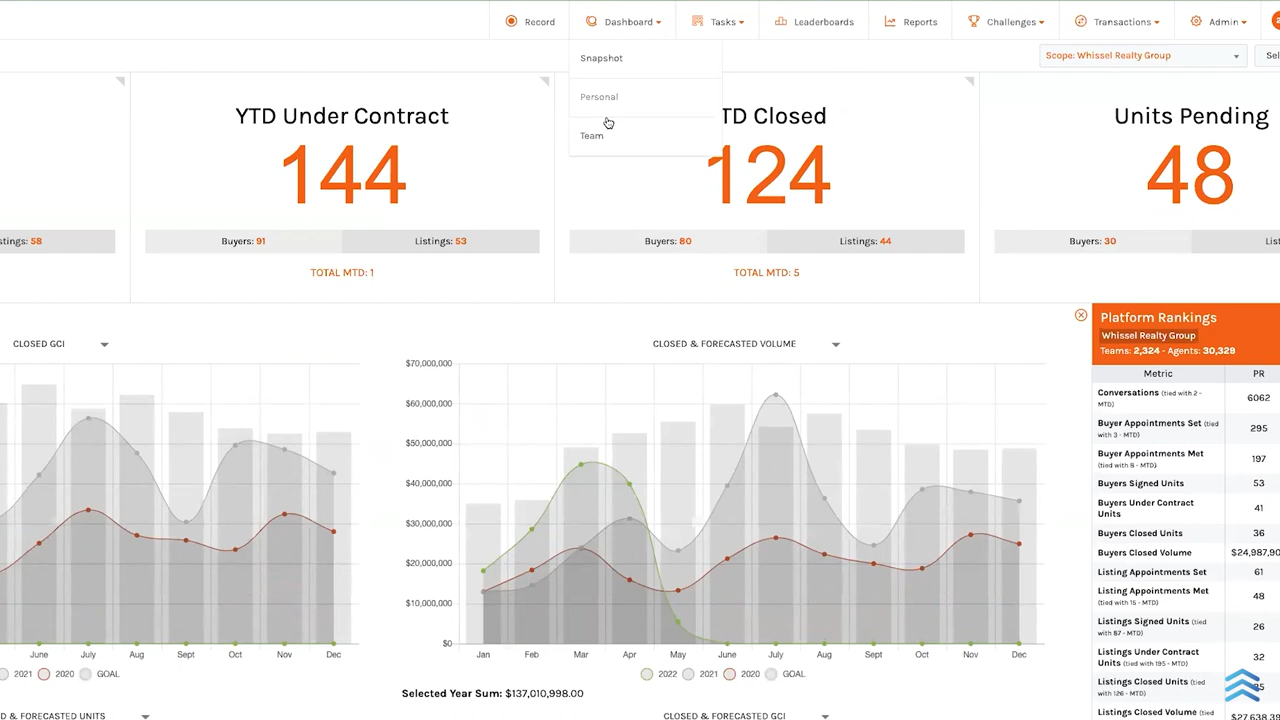 Record
Dashboard
Tasks
Leaderboards
Reports
Challenges
Transactions
Admin
Scope: Whissel Realty Group
Snapshot
Personal
Team
YTD Under Contract
144
Buyers: 91
Listings: 53
TOTAL MTD: 1
TD Closed
124
Buyers: 80
Listings: 44
TOTAL MTD: 5
Units Pending
48
Buyers: 30
stings: 58
CLOSED GCI
June July Aug Sept Oct Nov Dec
2021 2020 GOAL
CLOSED & FORECASTED VOLUME
$70,000,000
$60,000,000
$50,000,000
$40,000,000
$30,000,000
$20,000,000
$10,000,000
$0
Jan Feb Mar Apr May June July Aug Sept Oct Nov Dec
2022 2021 2020 GOAL
Selected Year Sum: $137,010,998.00
D & FORECASTED UNITS
CLOSED & FORECASTED GCI
Platform Rankings
Whissel Realty Group
Teams: 2,324 - Agents: 30,329
Metric PR
Conversations (tied with 2 -
MTD)
6062
Buyer Appointments Set (tied
with 3 - MTD)
295
Buyer Appointments Met
(tied with 8 - MTD)
197
Buyers Signed Units 53
Buyers Under Contract
Units
41
Buyers Closed Units 36
Buyers Closed Volume $24,987,90
Listing Appointments Set 61
Listing Appointments Met
(tied with 15 - MTD)
48
Listings Signed Units (tied
with 87 - MTD)
26
Listings Under Contract
Units (tied with 195 - MTD)
32
Listings Closed Units (tied
with 126 - MTD)
Listings Closed Volume (tied